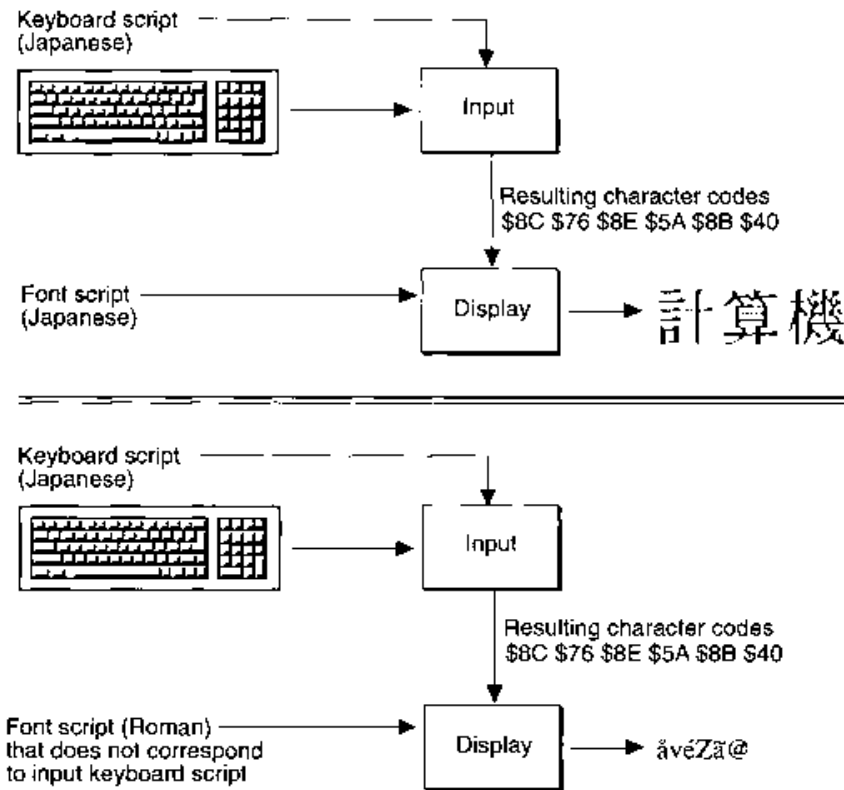 Keyboard script
(Japanese)
Input
Resulting character codes
$8C $76 $8E $5A $8B $40
Font script
(Japanese)
Display
計算機
Keyboard script
(Japanese)
Input
Resulting character codes
$8C $76 $8E $5A $8B $40
Font script (Roman)
that does not correspond
to input keyboard script
Display
åvéZã@